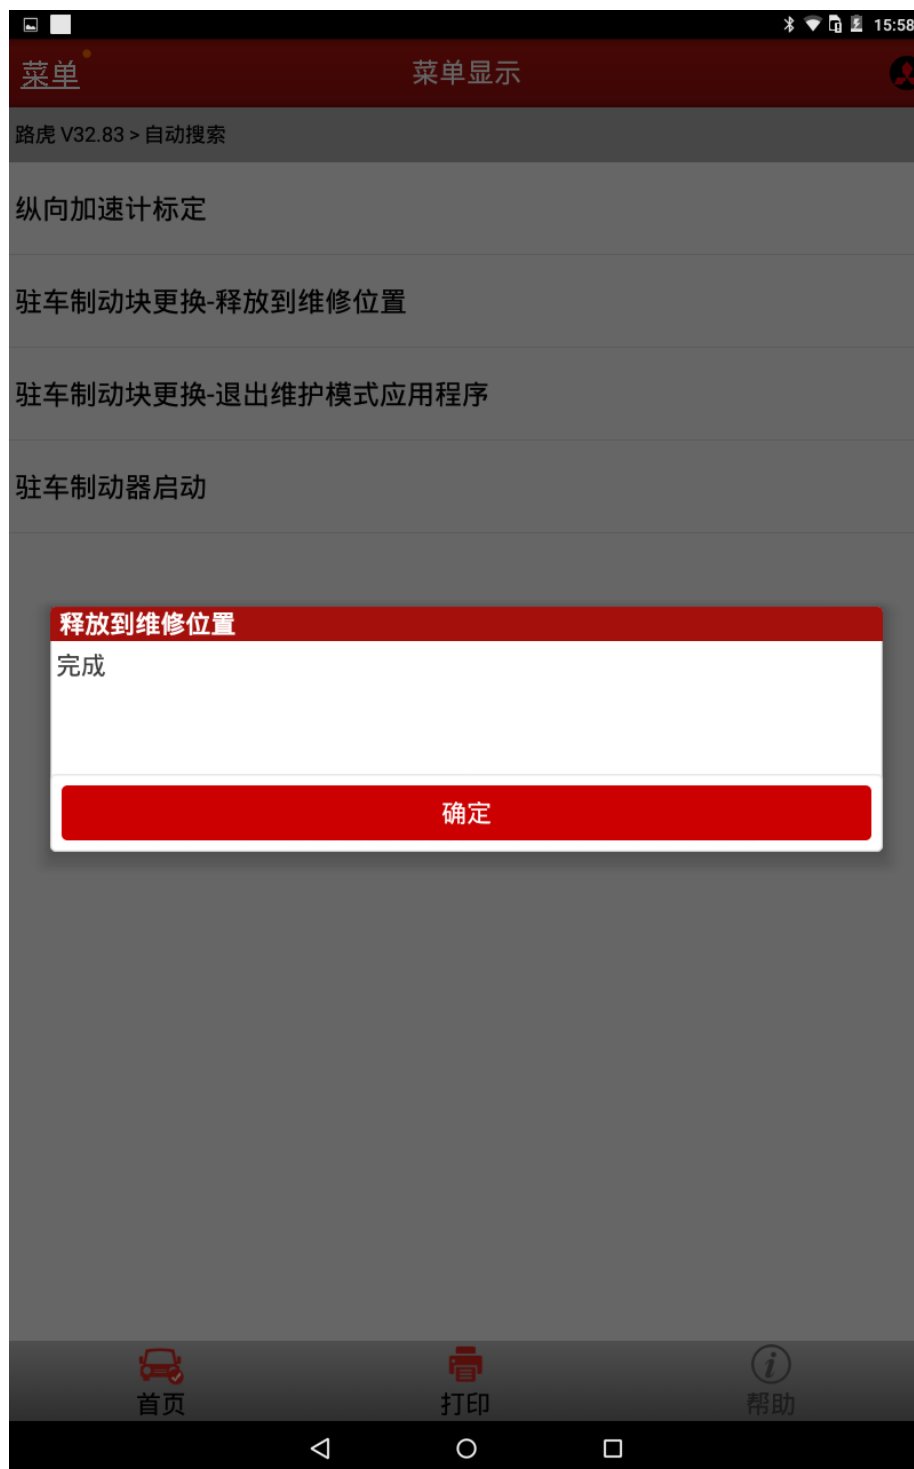 15:58
菜单
菜单显示
路虎 V32.83 > 自动搜索
纵向加速计标定
驻车制动块更换-释放到维修位置
驻车制动块更换-退出维护模式应用程序
驻车制动器启动
释放到维修位置
完成
确定
首页
打印
帮助